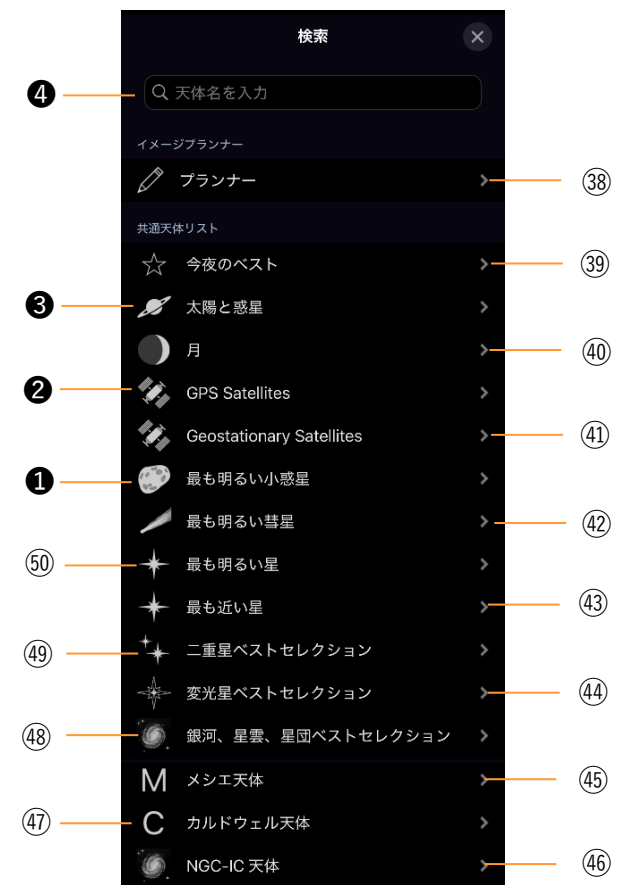 検索
❹
天体名を入力
イメージプランナー
プランナー
㊳
共通天体リスト
今夜のベスト
㊴
❸
太陽と惑星
月
㊵
❷
GPS Satellites
Geostationary Satellites
㊶
❶
最も明るい小惑星
最も明るい彗星
㊷
㊿
最も明るい星
最も近い星
㊸
㊾
二重星ベストセレクション
変光星ベストセレクション
㊹
㊽
銀河、星雲、星団ベストセレクション
M メシエ天体
㊺
㊼
C カルドウェル天体
NGC-IC 天体
㊻